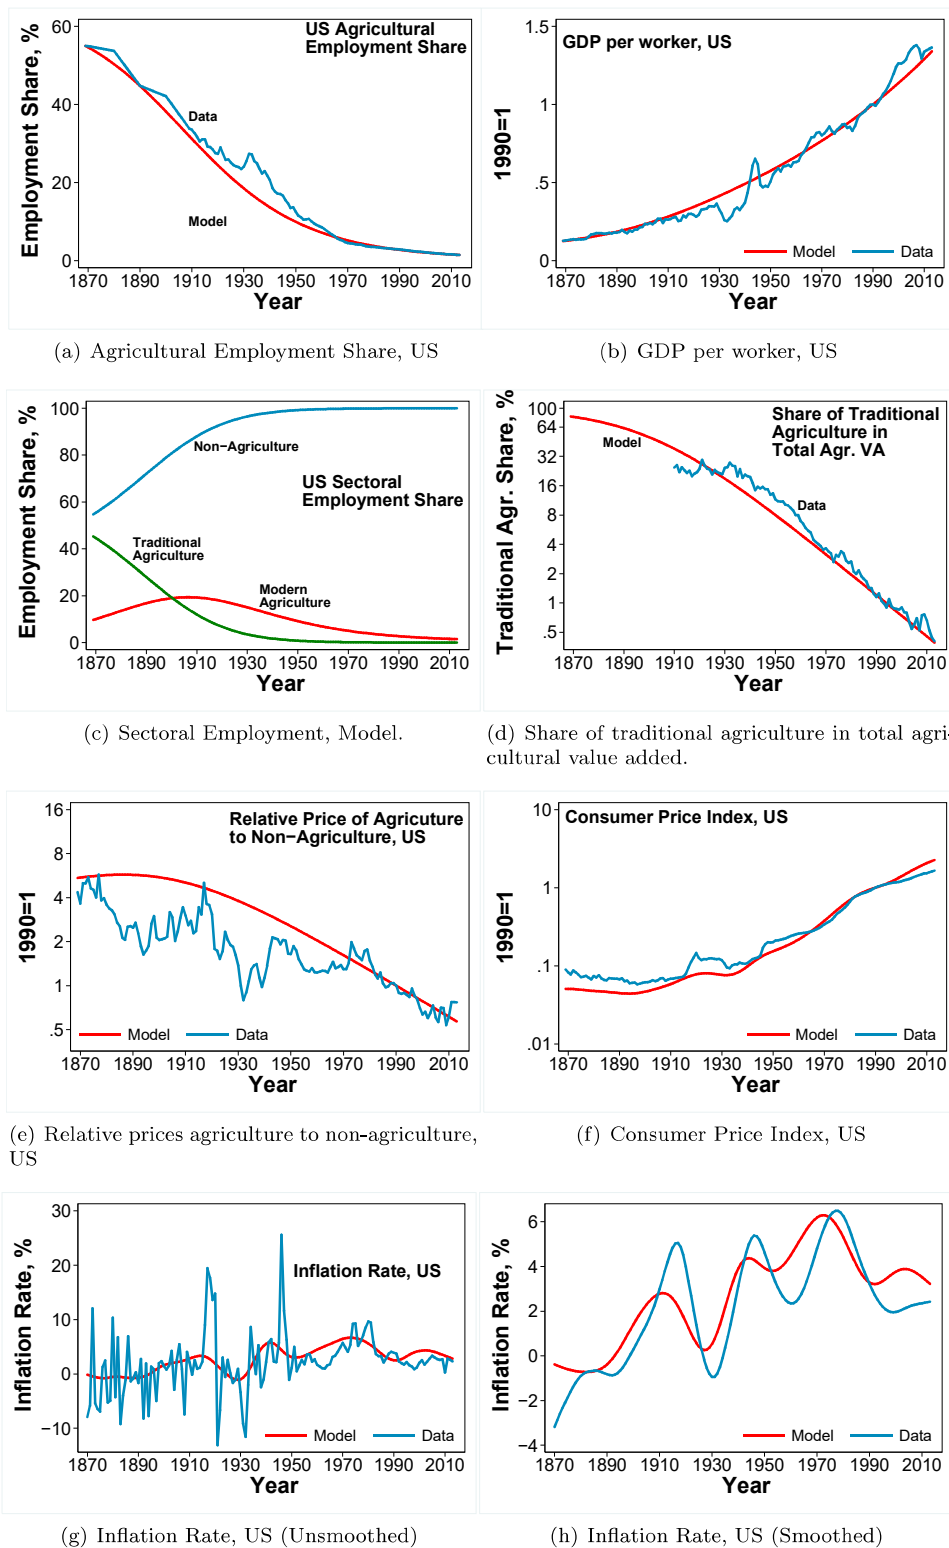 US Agricultural
Employment Share
Employment Share, %
60
40
20
0
Data
Model
1870 1890 1910 1930 1950 1970 1990 2010
Year
(a) Agricultural Employment Share, US
GDP per worker, US
1990=1
1.5
1
.5
0
Model Data
1870 1890 1910 1930 1950 1970 1990 2010
Year
(b) GDP per worker, US
Employment Share, %
100
80
60
40
20
0
Non−Agriculture
US Sectoral
Employment Share
Traditional
Agriculture
Modern
Agriculture
1870 1890 1910 1930 1950 1970 1990 2010
Year
(c) Sectoral Employment, Model.
Traditional Agr. Share, %
100
64
32
16
8
4
2
1
.5
Share of Traditional
Agriculture in
Total Agr. VA
Model
Data
1870 1890 1910 1930 1950 1970 1990 2010
Year
(d) Share of traditional agriculture in total agri-
cultural value added.
1990=1
16
8
4
2
1
.5
Relative Price of Agricuture
to Non−Agriculture, US
Model Data
1870 1890 1910 1930 1950 1970 1990 2010
Year
(e) Relative prices agriculture to non-agriculture,
US
1990=1
10
1
.1
.01
Consumer Price Index, US
Model Data
1870 1890 1910 1930 1950 1970 1990 2010
Year
(f) Consumer Price Index, US
Inflation Rate, %
30
20
10
0
−10
Inflation Rate, US
Model Data
1870 1890 1910 1930 1950 1970 1990 2010
Year
(g) Inflation Rate, US (Unsmoothed)
Inflation Rate, %
6
4
2
0
−2
−4
Model Data
1870 1890 1910 1930 1950 1970 1990 2010
Year
(h) Inflation Rate, US (Smoothed)